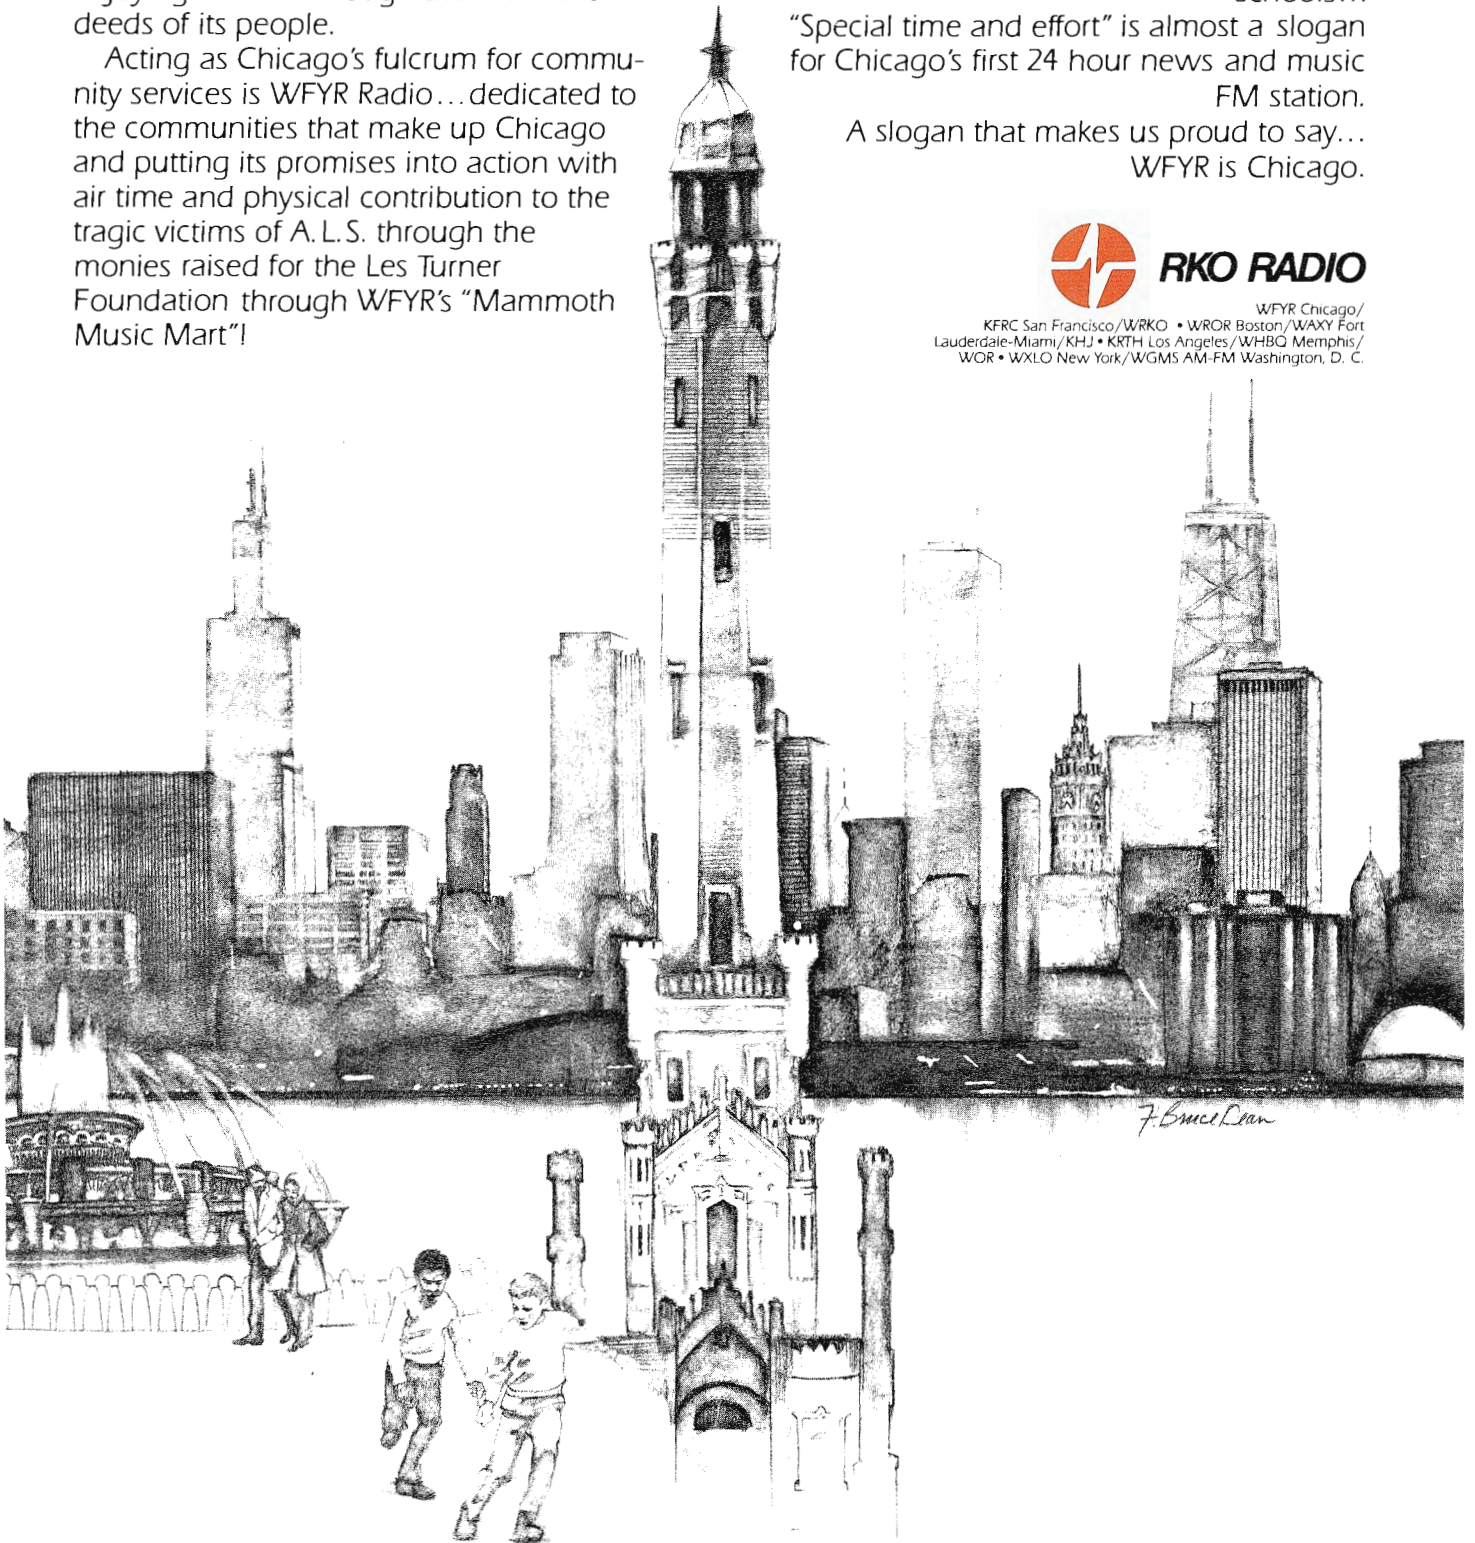 deeds of its people.
Acting as Chicago's fulcrum for commu-
nity services is WFYR Radio...dedicated to
the communities that make up Chicago
and putting its promises into action with
air time and physical contribution to the
tragic victims of A.L.S. through the
monies raised for the Les Turner
Foundation through WFYR's “Mammoth
Music Mart”!
“Special time and effort” is almost a slogan
for Chicago's first 24 hour news and music
FM station.
A slogan that makes us proud to say...
WFYR is Chicago.
RKO RADIO
WFYR Chicago/
KFRC San Francisco/WRKO • WROR Boston/WAXY Fort
Lauderdale-Miami/KHJ • KRTH Los Angeles/WHBQ Memphis/
WOR • WXLO New York/WGMS AM-FM Washington, D. C.
F. Bruce Dean